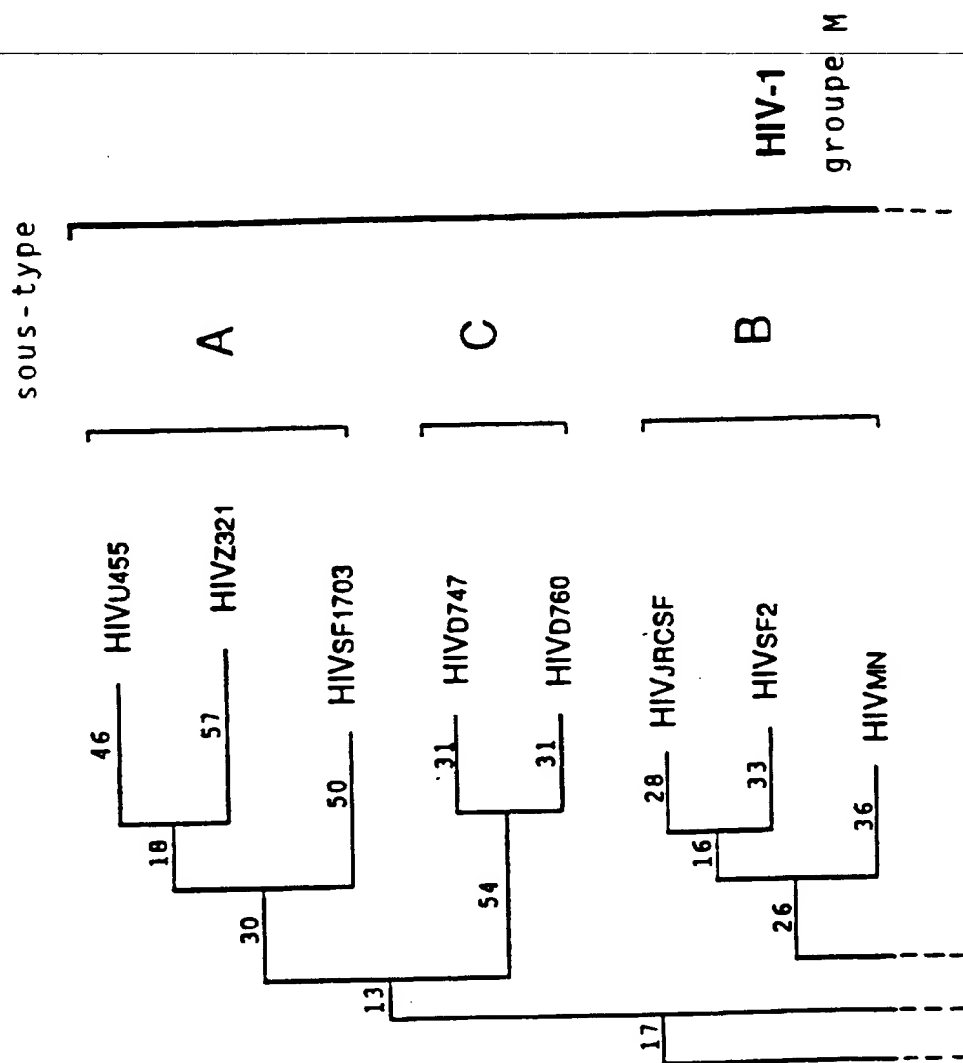 sous-type
HIV-1
groupe M
A
C
B
HIVU455
HIVZ321
HIVSF1703
HIVD747
HIVD760
HIVJRCSF
HIVSF2
HIVMN
46
57
18
50
30
31
31
54
13
28
33
16
36
26
17